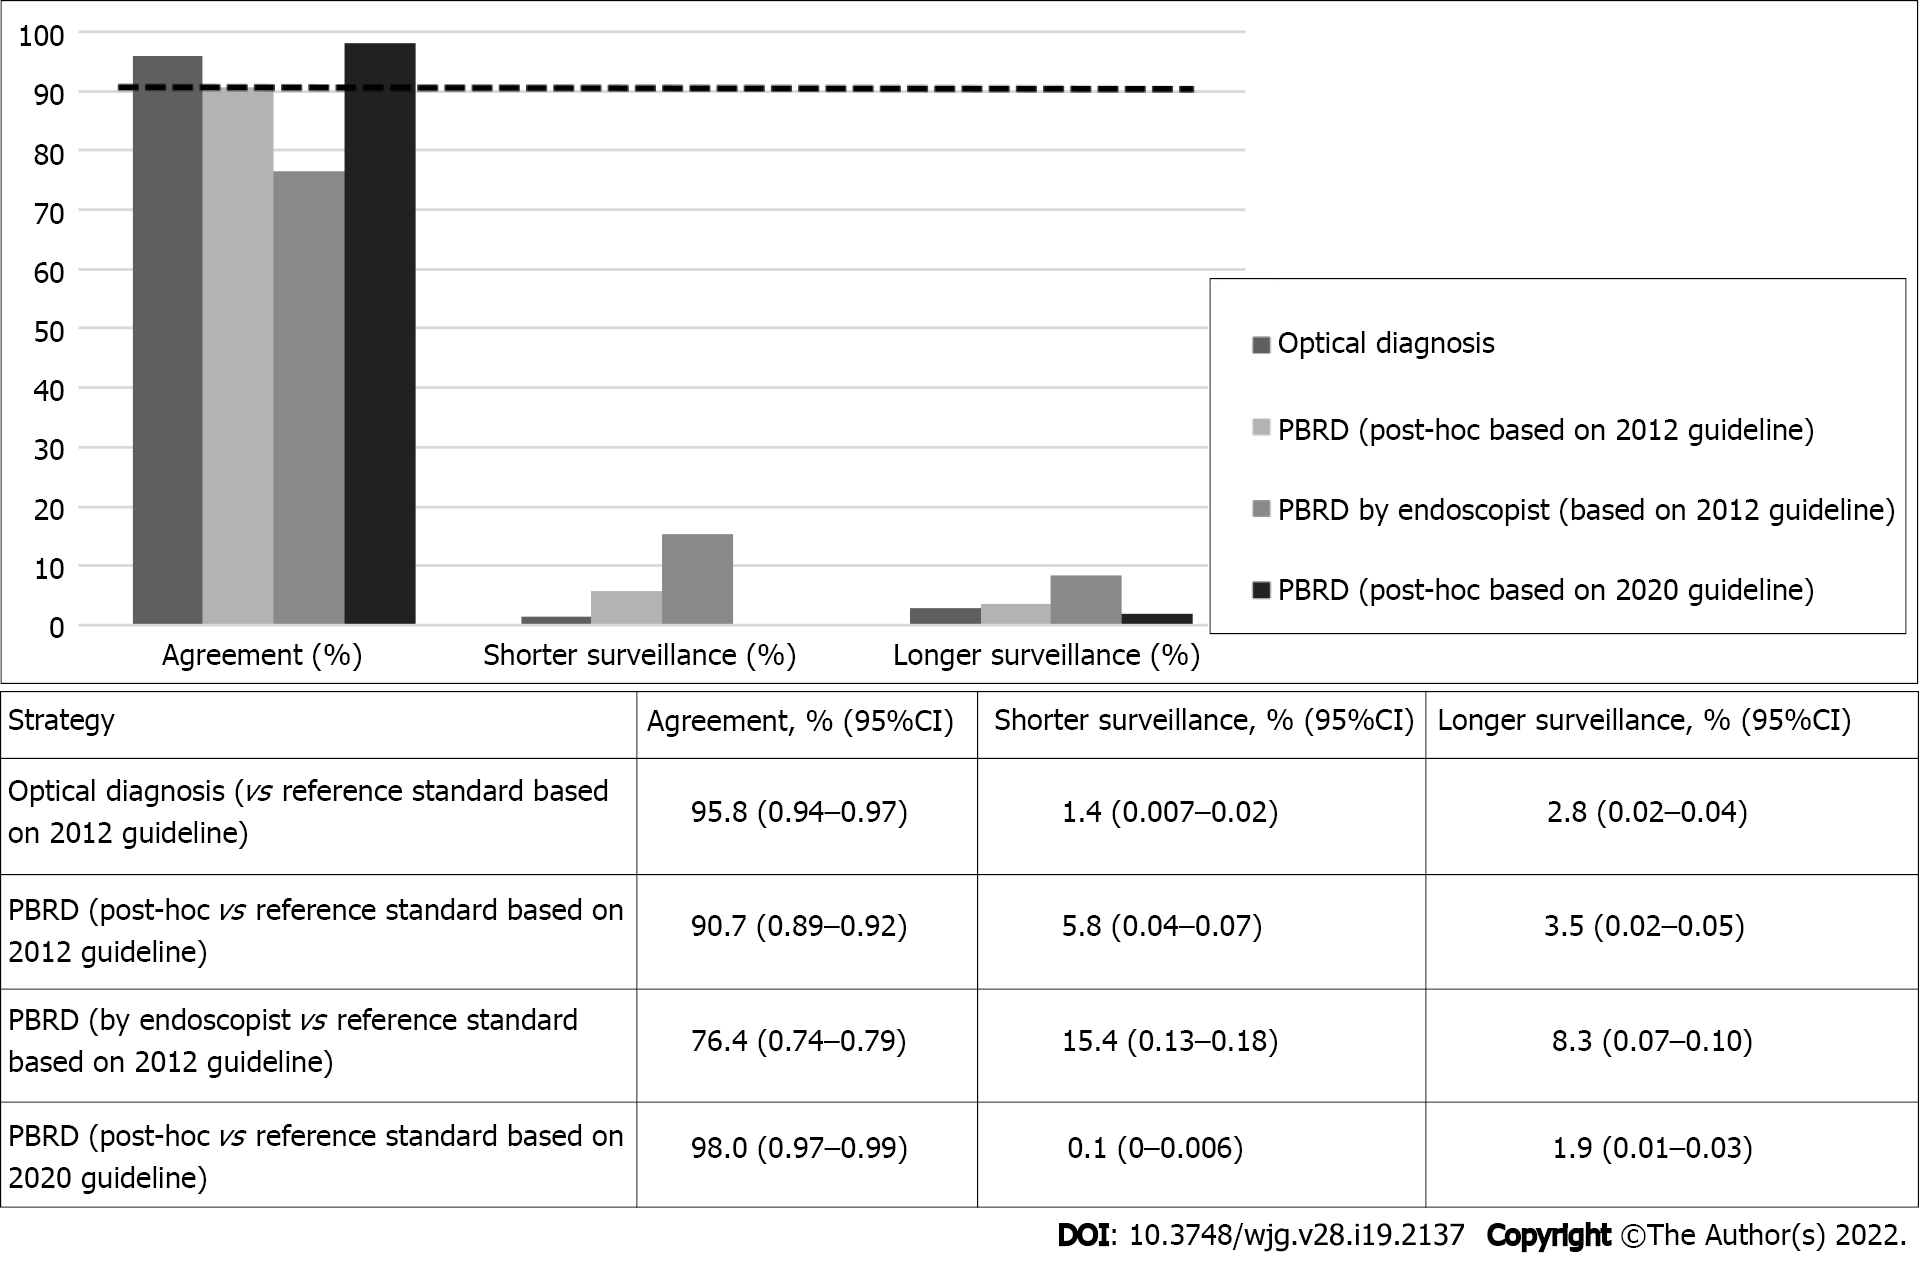 100
90
80
70
60
50
40
30
20
10
0
Agreement (%)
Shorter surveillance (%)
Longer surveillance (%)
Optical diagnosis
PBRD (post-hoc based on 2012 guideline)
PBRD by endoscopist (based on 2012 guideline)
PBRD (post-hoc based on 2020 guideline)
Strategy Agreement, % (95%CI) Shorter surveillance, % (95%CI) Longer surveillance, % (95%CI)
Optical diagnosis (vs reference standard based
on 2012 guideline)
95.8 (0.94–0.97) 1.4 (0.007–0.02) 2.8 (0.02–0.04)
PBRD (post-hoc vs reference standard based on
2012 guideline)
90.7 (0.89–0.92) 5.8 (0.04–0.07) 3.5 (0.02–0.05)
PBRD (by endoscopist vs reference standard
based on 2012 guideline)
76.4 (0.74–0.79) 15.4 (0.13–0.18) 8.3 (0.07–0.10)
PBRD (post-hoc vs reference standard based on
2020 guideline)
98.0 (0.97–0.99) 0.1 (0–0.006) 1.9 (0.01–0.03)
DOI: 10.3748/wjg.v28.i19.2137 Copyright ©The Author(s) 2022.